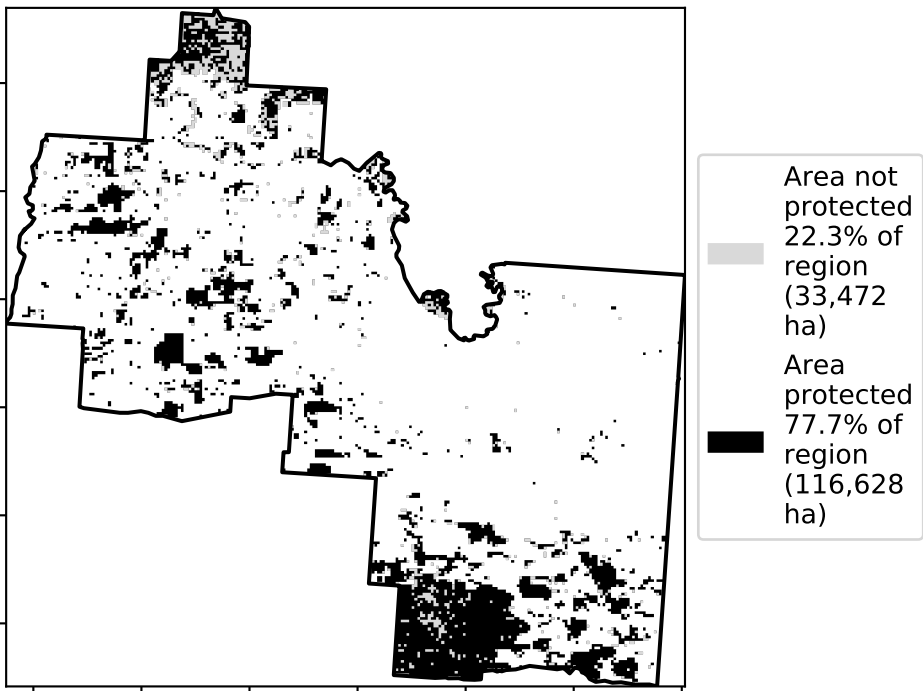 Area not
protected
22.3% of
region
(33,472
ha)
Area
protected
77.7% of
region
(116,628
ha)